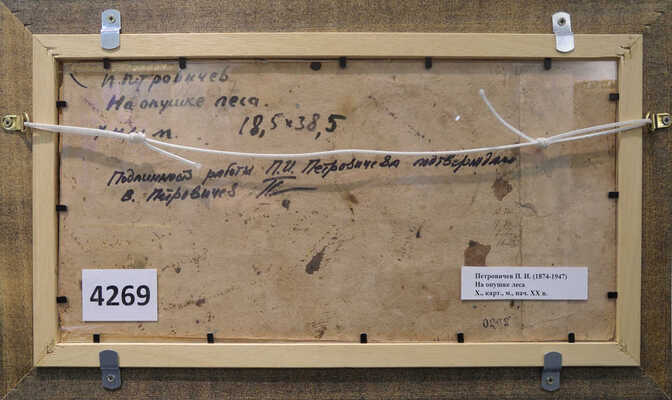 П. Петровичев
На опушке леса.
18,5 x 38,5
Подлинность работы П.И. Петровичева подтверждаю
В. Петровичев
4269
Петровичев П. И. (1874-1947)
На опушке леса
Х., карт., м., нач. XX в.